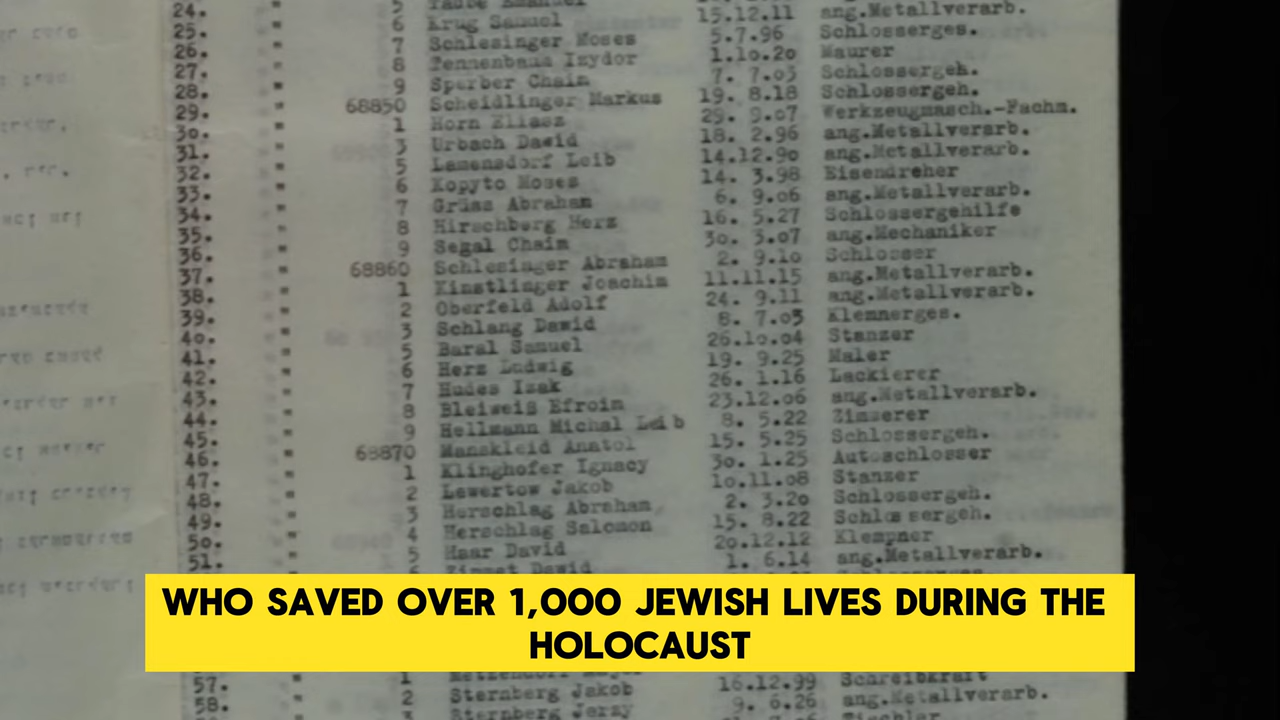 24. " 5 Taube Emanuel
25. " 6 Krug Samuel 15.12.11 ang.Metallverarb.
26. " 7 Schlesinger Moses 5.7.96 Schlosserges.
27. " 8 Tennenbaum Izydor 1.10.20 Maurer
28. " 9 Sperber Chaim 7. 7.03 Schlossergeh.
29. " 68850 Scheidlinger Markus 19. 8.18 Schlossergeh.
30. " 1 Horn Eliasz 29. 9.07 Werkzeugmasch.-Fachm.
31. " 3 Urbach Dawid 18. 2.96 ang.Metallverarb.
32. " 5 Lamensdorf Leib 14.12.90 ang.Metallverarb.
33. " 6 Kopyto Moses 14. 3.98 Eisendreher
34. " 7 Grüss Abraham 6. 9.06 ang.Metallverarb.
35. " 8 Hirschberg Herz 16. 5.27 Schlossergehilfe
36. " 9 Segal Chaim 30. 3.07 ang.Mechaniker
37. " 68860 Schlesinger Abraham 2. 9.10 Schlosser
38. " 1 Kinstlinger Joachim 11.11.15 ang.Metallverarb.
39. " 2 Oberfeld Adolf 24. 9.11 ang.Metallverarb.
40. " 3 Schlang Dawid 8. 7.03 Klemnerges.
41. " 5 Baral Samuel 26.10.04 Stanzer
42. " 6 Herz Ludwig 19. 9.25 Maler
43. " 7 Hudes Isak 26. 1.16 Lackierer
44. " 8 Bleiweis Efroim 23.12.06 ang.Metallverarb.
45. " 9 Hellmann Michal Leib 8. 5.22 Zimmerer
46. " 68870 Manskleid Anatol 15. 5.25 Schlossergeh.
47. " 1 Klinghofer Ignacy 30. 1.25 Autoschlosser
48. " 2 Lewertow Jakob 10.11.08 Stanzer
49. " 3 Herschlag Abraham 2. 3.20 Schlossergeh.
50. " 4 Herschlag Salomon 15. 8.22 Schlossergeh.
51. " 5 Haar David 20.12.12 Klempner
Zimmet Dawid 1. 6.14 ang.Metallverarb.
WHO SAVED OVER 1,000 JEWISH LIVES DURING THE
HOLOCAUST
57. " 1 16.12.99 Schreibkraft
58. " 2 Sternberg Jakob 9. 6.26 ang.Metallverarb.
3 Sternberg Jerzy Tischler